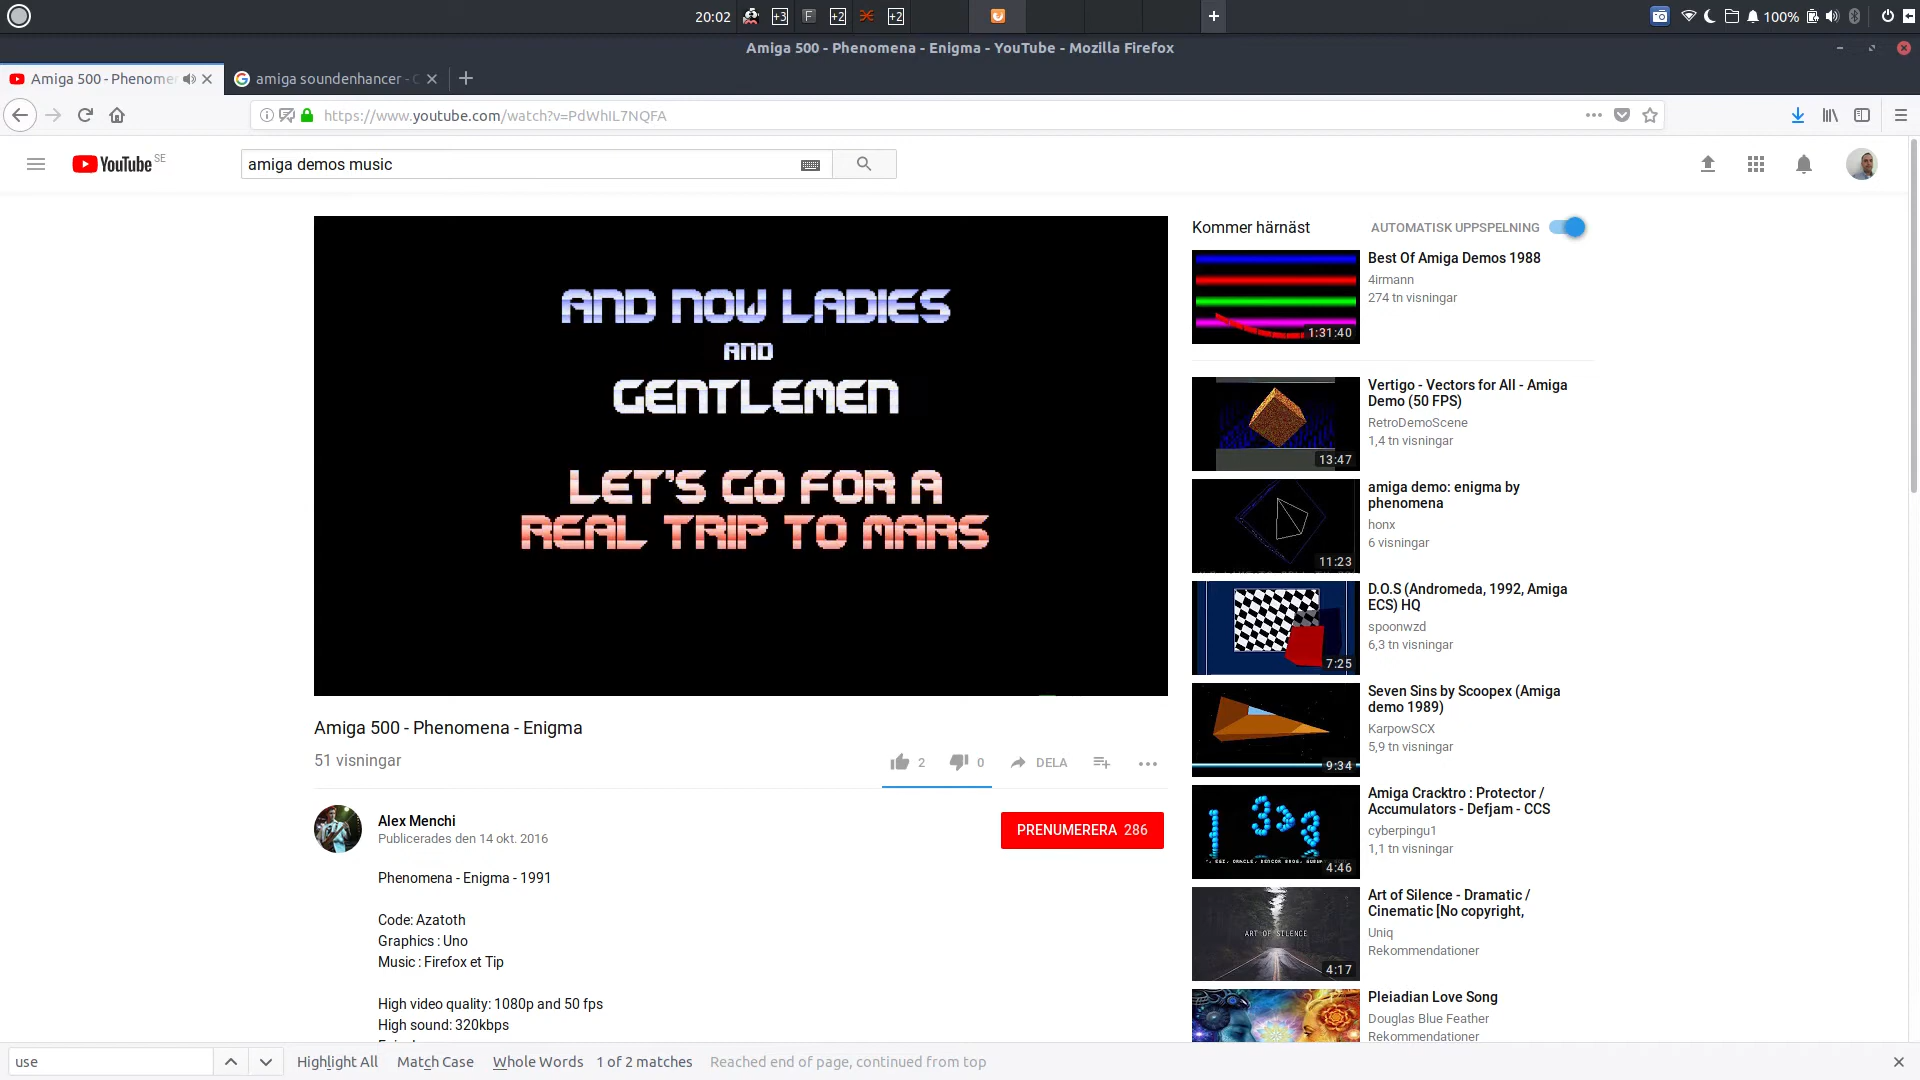 20:02
+3
F
+2
+2
+
100%
Amiga 500 - Phenomena - Enigma - YouTube - Mozilla Firefox
Amiga 500 - Phenomer
amiga soundenhancer -
https://www.youtube.com/watch?v=PdWhIL7NQFA
YouTube SE
amiga demos music
AND NOW LADIES
AND
GENTLEMEN
LET'S GO FOR A
REAL TRIP TO MARS
Amiga 500 - Phenomena - Enigma
51 visningar
2
0
DELA
Alex Menchi
Publicerades den 14 okt. 2016
PRENUMERERA 286
Phenomena - Enigma - 1991
Code: Azatoth
Graphics : Uno
Music : Firefox et Tip
High video quality: 1080p and 50 fps
High sound: 320kbps
Kommer härnäst
AUTOMATISK UPPSPELNING
1:31:40
Best Of Amiga Demos 1988
4irmann
274 tn visningar
13:47
Vertigo - Vectors for All - Amiga
Demo (50 FPS)
RetroDemoScene
1,4 tn visningar
11:23
amiga demo: enigma by
phenomena
honx
6 visningar
7:25
D.O.S (Andromeda, 1992, Amiga
ECS) HQ
spoonwzd
6,3 tn visningar
9:34
Seven Sins by Scoopex (Amiga
demo 1989)
KarpowSCX
5,9 tn visningar
4:46
Amiga Cracktro : Protector /
Accumulators - Defjam - CCS
cyberpingu1
1,1 tn visningar
ART OF SILENCE
4:17
Art of Silence - Dramatic /
Cinematic [No copyright,
Uniq
Rekommendationer
Pleiadian Love Song
Douglas Blue Feather
Rekommendationer
use
Highlight All
Match Case
Whole Words
1 of 2 matches
Reached end of page, continued from top